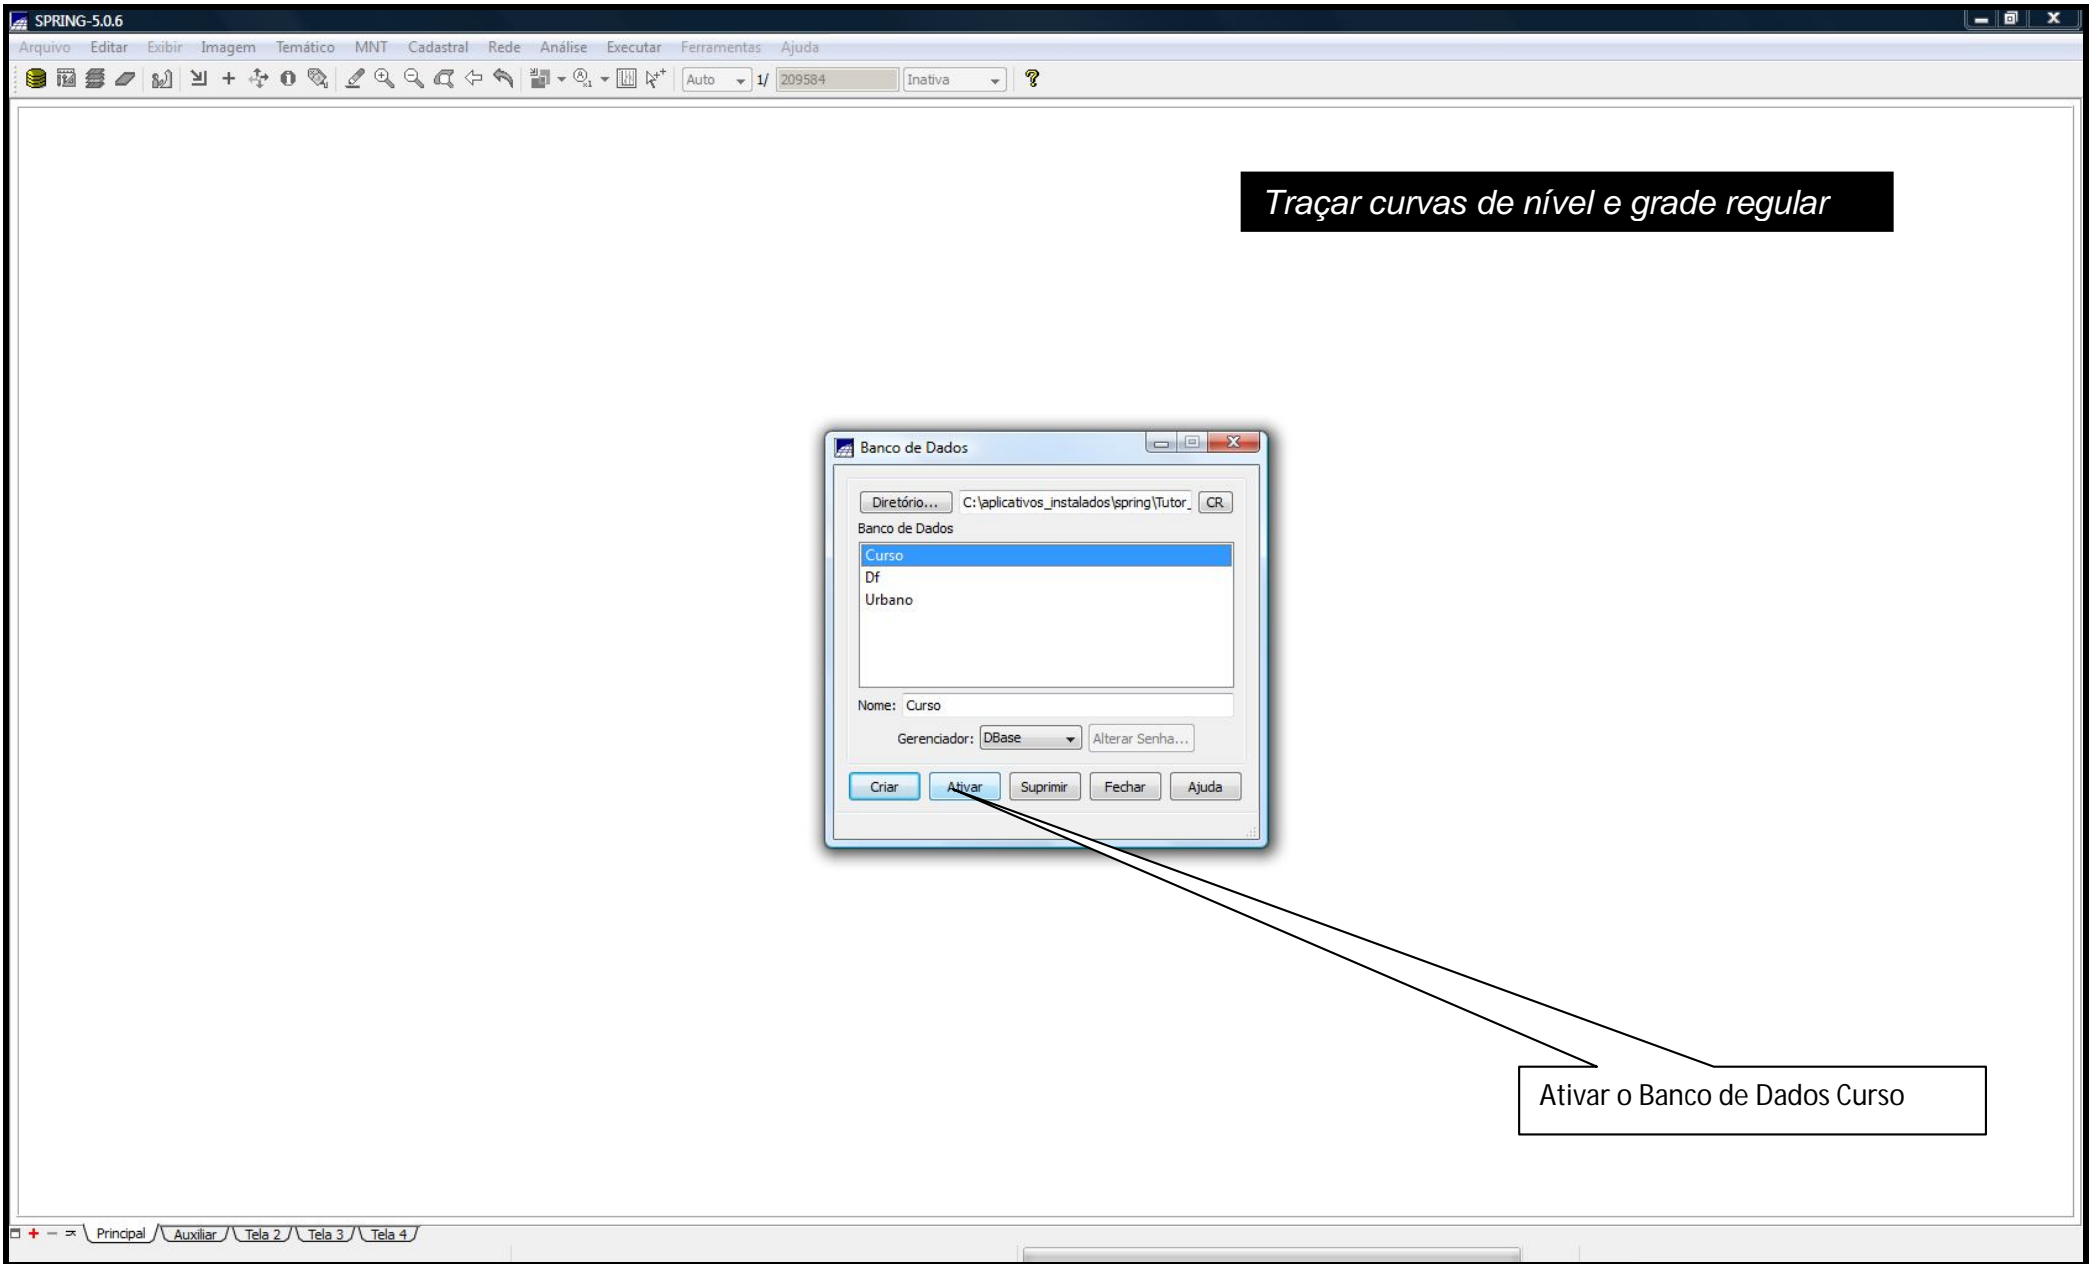 SPRING-5.0.6
Arquivo Editar Exibir Imagem Temático MNT Cadastral Rede Análise Executar Ferramentas Ajuda
Auto 1/ 209584 Inativa
Traçar curvas de nível e grade regular
Banco de Dados
Diretório... C:\aplicativos_instalados\spring\Tutor_ CR
Banco de Dados
Curso
Df
Urbano
Nome: Curso
Gerenciador: DBase Alterar Senha...
Criar Ativar Suprimir Fechar Ajuda
Ativar o Banco de Dados Curso
Principal Auxiliar Tela 2 Tela 3 Tela 4